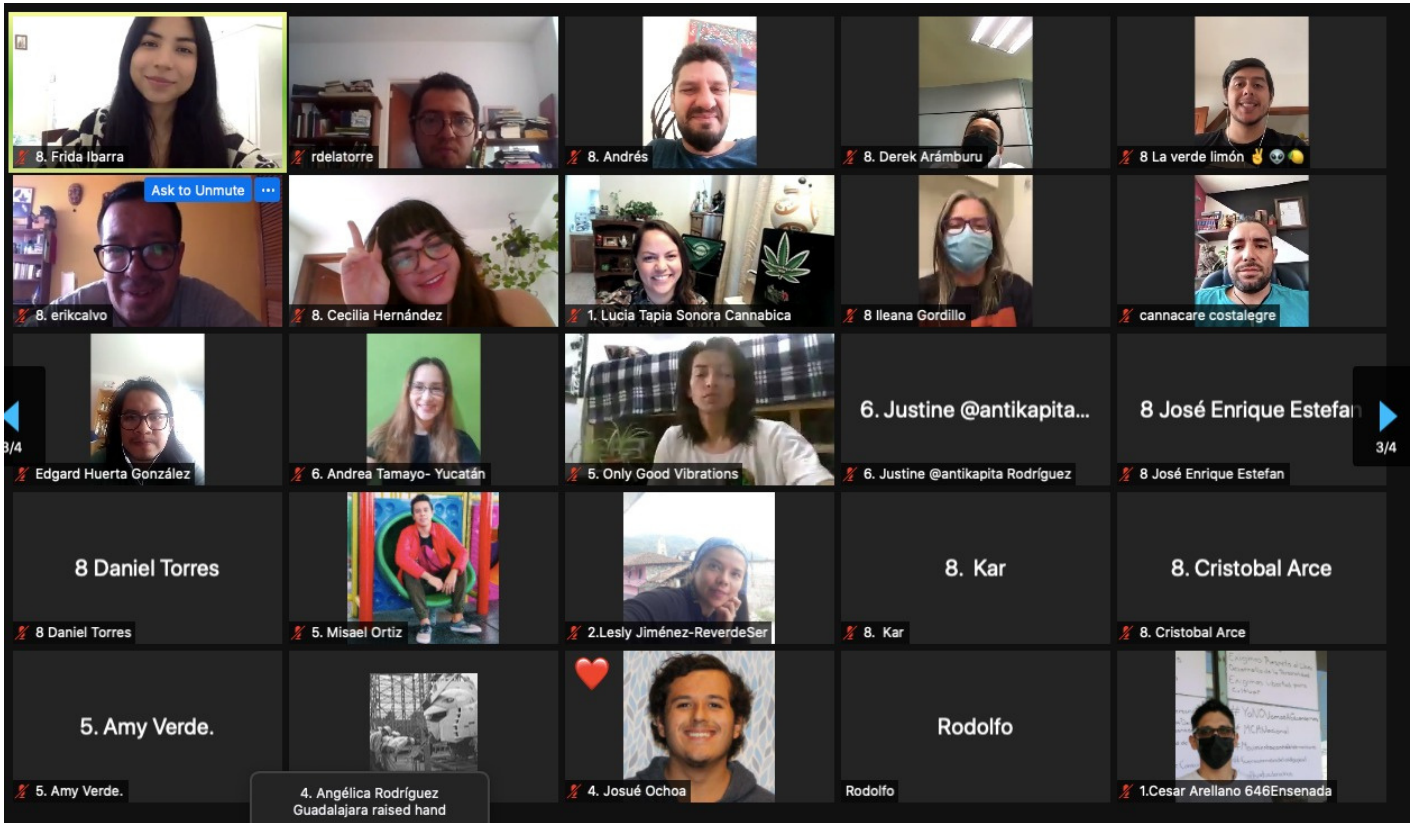 8. Frida Ibarra
rdelatorre
8. Andrés
8. Derek Arámburu
8 La verde limón ✌️ 👽 🍋
Ask to Unmute ...
8. erikcalvo
8. Cecilia Hernández
1. Lucia Tapia Sonora Cannabica
8 Ileana Gordillo
cannacare costalegre
3/4
Edgard Huerta González
6. Andrea Tamayo- Yucatán
5. Only Good Vibrations
6. Justine @antikapita...
6. Justine @antikapita Rodríguez
8 José Enrique Estefan
8 José Enrique Estefan
3/4
8 Daniel Torres
8 Daniel Torres
5. Misael Ortiz
2.Lesly Jiménez-ReverdeSer
8. Kar
8. Kar
8. Cristobal Arce
8. Cristobal Arce
5. Amy Verde.
5. Amy Verde.
4. Angélica Rodríguez
Guadalajara raised hand
4. Josué Ochoa
Rodolfo
Rodolfo
1.Cesar Arellano 646Ensenada